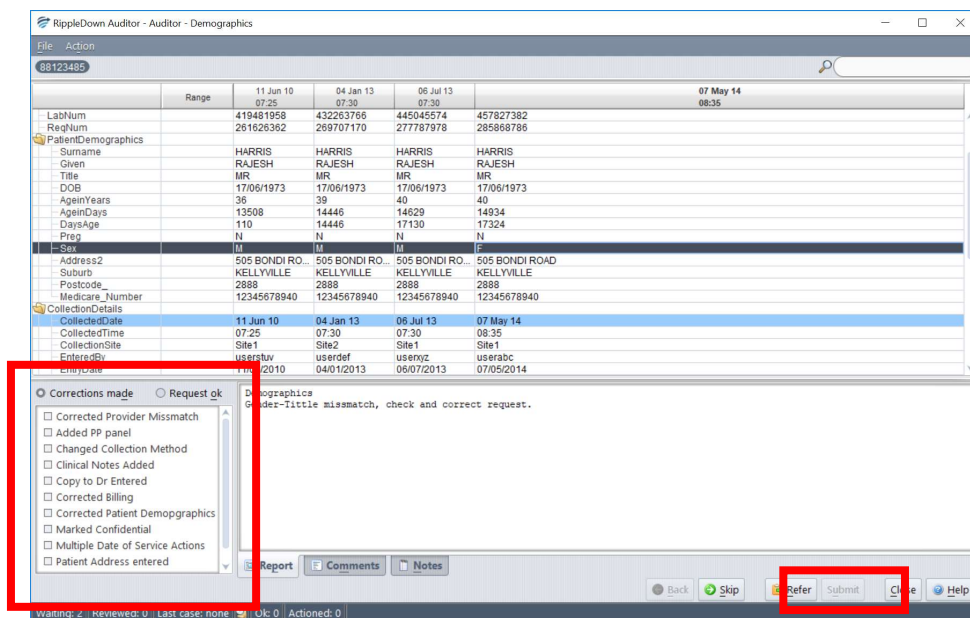 RippleDown Auditor - Auditor - Demographics
File Action
88123485
Range 11 Jun 10 04 Jan 13 06 Jul 13 07 May 14
07:25 07:30 07:30 08:35
LabNum 419481958 432263766 445045574 457827382
ReqNum 261626362 269707170 277787978 285868786
PatientDemographics
Surname HARRIS HARRIS HARRIS HARRIS
Given RAJESH RAJESH RAJESH RAJESH
Title MR MR MR MR
DOB 17/06/1973 17/06/1973 17/06/1973 17/06/1973
AgeinYears 36 39 40 40
AgeinDays 13508 14446 14629 14934
DaysAge 110 14446 17130 17324
Preg N N N N
Sex M M M F
Address2 505 BONDI RO... 505 BONDI RO... 505 BONDI RO... 505 BONDI ROAD
Suburb KELLYVILLE KELLYVILLE KELLYVILLE KELLYVILLE
Postcode_ 2888 2888 2888 2888
Medicare_Number 12345678940 12345678940 12345678940 12345678940
CollectionDetails
CollectedDate 11 Jun 10 04 Jan 13 06 Jul 13 07 May 14
CollectedTime 07:25 07:30 07:30 08:35
CollectionSite Site1 Site2 Site1 Site1
EnteredBy userstuv userdef userxyz userabc
EntryDate 04/01/2013 06/07/2013 07/05/2014
Corrections made Request ok
Corrected Provider Missmatch
Added PP panel
Changed Collection Method
Clinical Notes Added
Copy to Dr Entered
Corrected Billing
Corrected Patient Demopgraphics
Marked Confidential
Multiple Date of Service Actions
Patient Address entered
Demographics
Gender-Tittle missmatch, check and correct request.
Report Comments Notes
Back Skip Refer Submit Close Help
Waiting: 2 Reviewed: 0 Last case: none Ok: 0 Actioned: 0